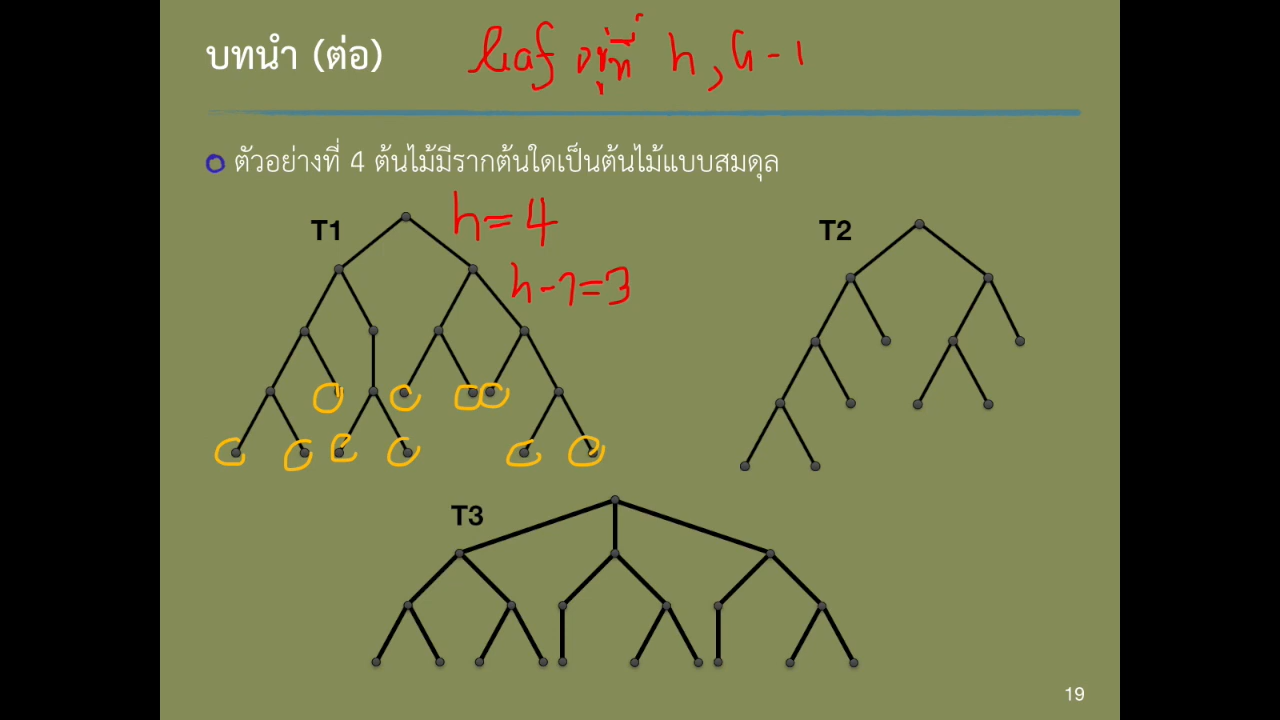 บทนำ (ต่อ) leaf อยู่ที่ h, h-1
ตัวอย่างที่ 4 ต้นไม้มีรากต้นใดเป็นต้นไม้แบบสมดุล
T1 h=4 T2
h-1=3
T3
19